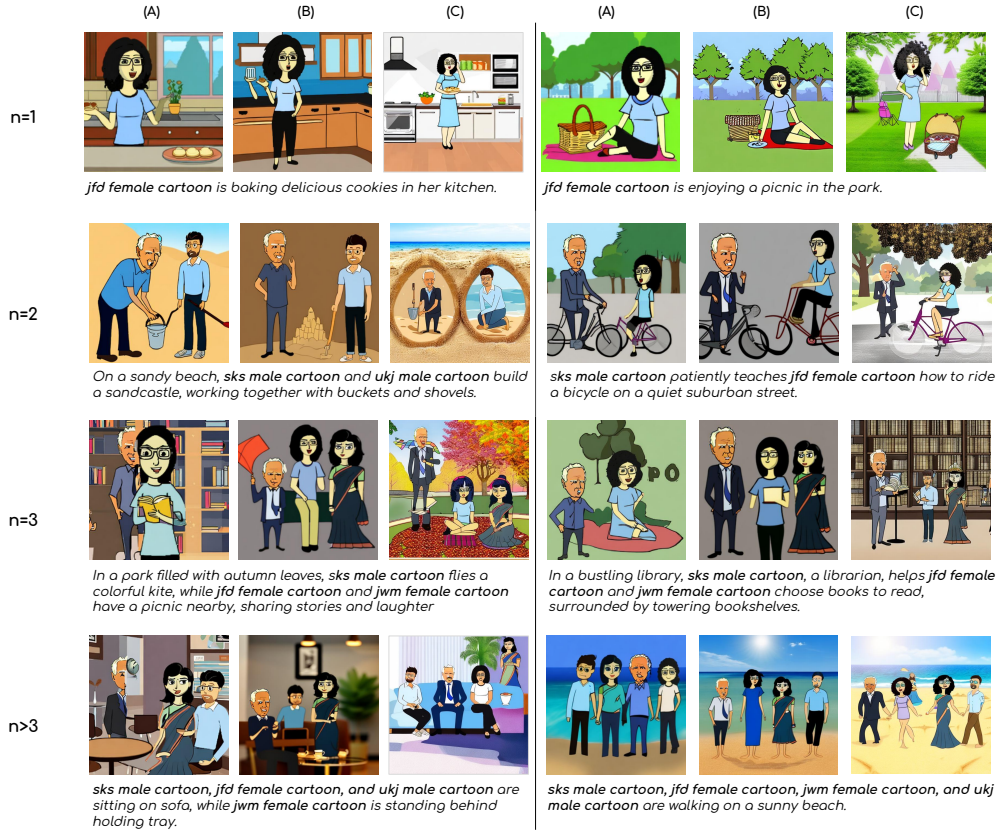 (A) (B) (C) (A) (B) (C)
n=1
jfd female cartoon is baking delicious cookies in her kitchen.
jfd female cartoon is enjoying a picnic in the park.
n=2
On a sandy beach, sks male cartoon and ukj male cartoon build
a sandcastle, working together with buckets and shovels.
sks male cartoon patiently teaches jfd female cartoon how to ride
a bicycle on a quiet suburban street.
n=3
PO
In a park filled with autumn leaves, sks male cartoon flies a
colorful kite, while jfd female cartoon and jwm female cartoon
have a picnic nearby, sharing stories and laughter
In a bustling library, sks male cartoon, a librarian, helps jfd female
cartoon and jwm female cartoon choose books to read,
surrounded by towering bookshelves.
n>3
sks male cartoon, jfd female cartoon, and ukj male cartoon are
sitting on sofa, while jwm female cartoon is standing behind
holding tray.
sks male cartoon, jfd female cartoon, jwm female cartoon, and ukj
male cartoon are walking on a sunny beach.